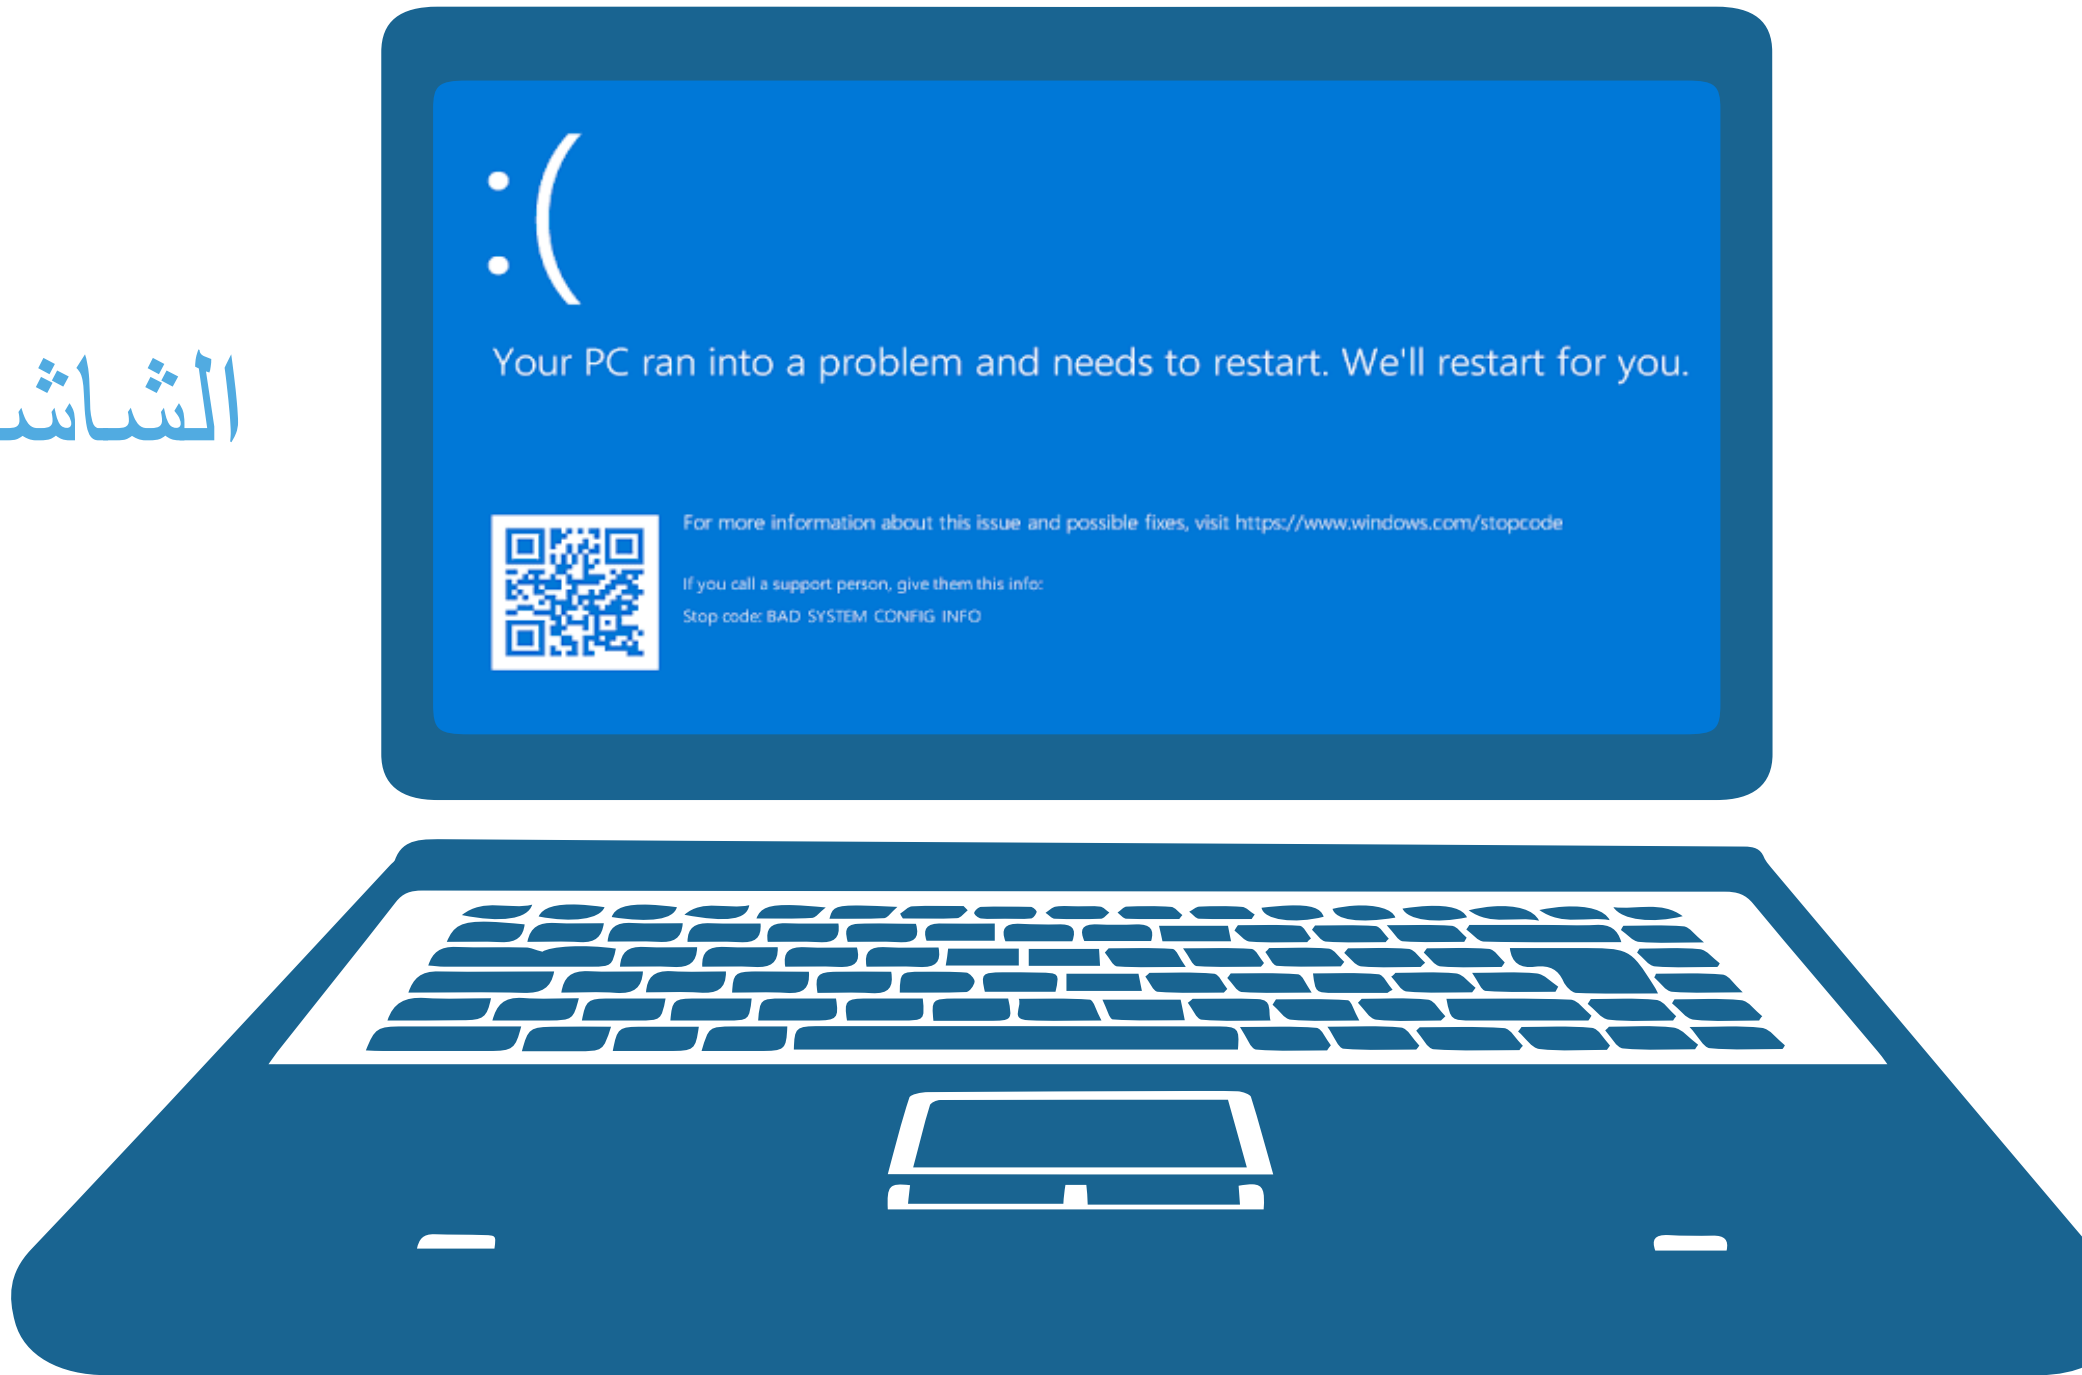 :(
Your PC ran into a problem and needs to restart. We'll restart for you.
For more information about this issue and possible fixes, visit https://www.windows.com/stopcode
If you call a support person, give them this info:
Stop code: BAD SYSTEM CONFIG INFO